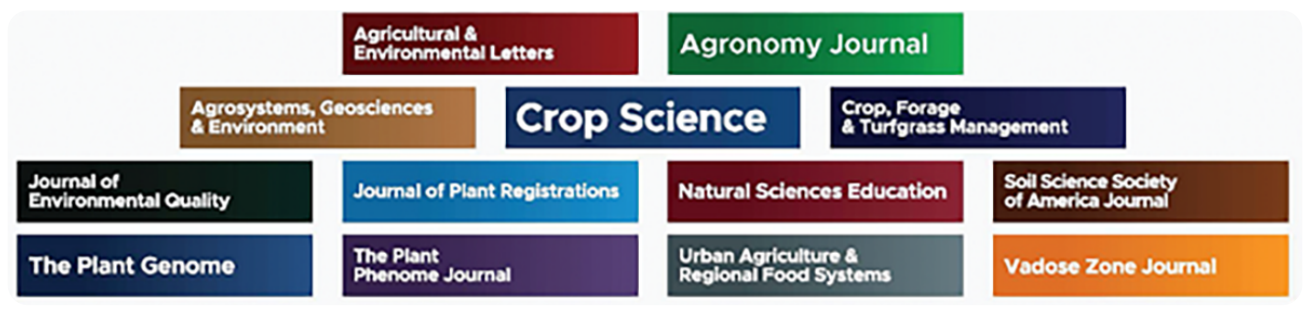 Agricultural &
Environmental Letters
Agronomy Journal
Agrosystems, Geosciences
& Environment
Crop Science
Crop, Forage
& Turfgrass Management
Journal of
Environmental Quality
Journal of Plant Registrations
Natural Sciences Education
Soil Science Society
of America Journal
The Plant Genome
The Plant
Phenome Journal
Urban Agriculture &
Regional Food Systems
Vadose Zone Journal